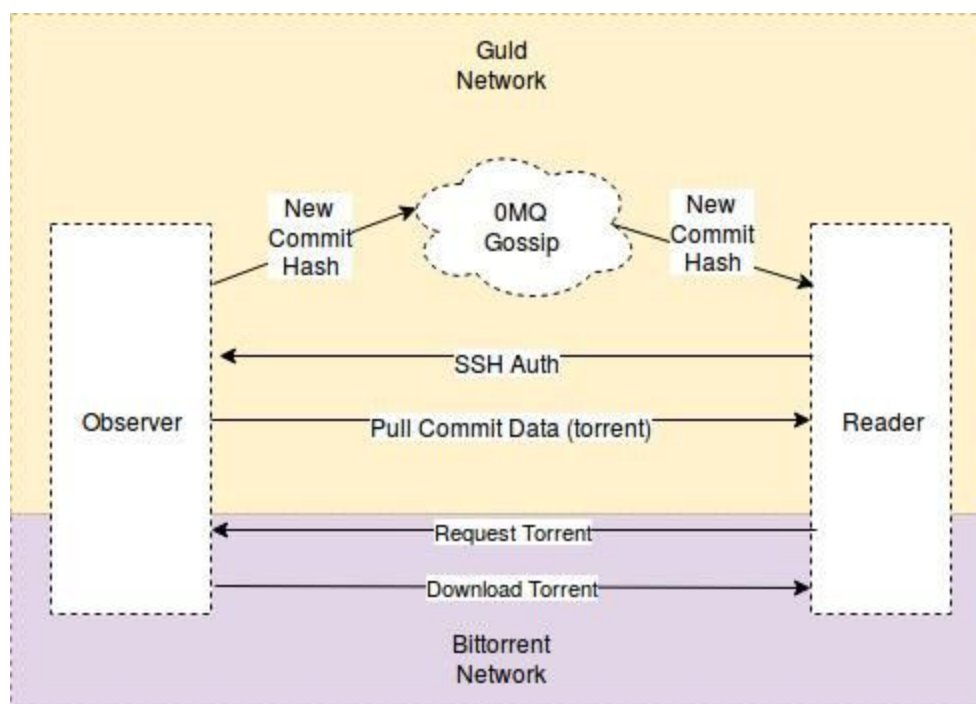 Guld
Network
0MQ
Gossip
New
Commit
Hash
New
Commit
Hash
SSH Auth
Observer
Pull Commit Data (torrent)
Reader
Request Torrent
Download Torrent
Bittorrent
Network